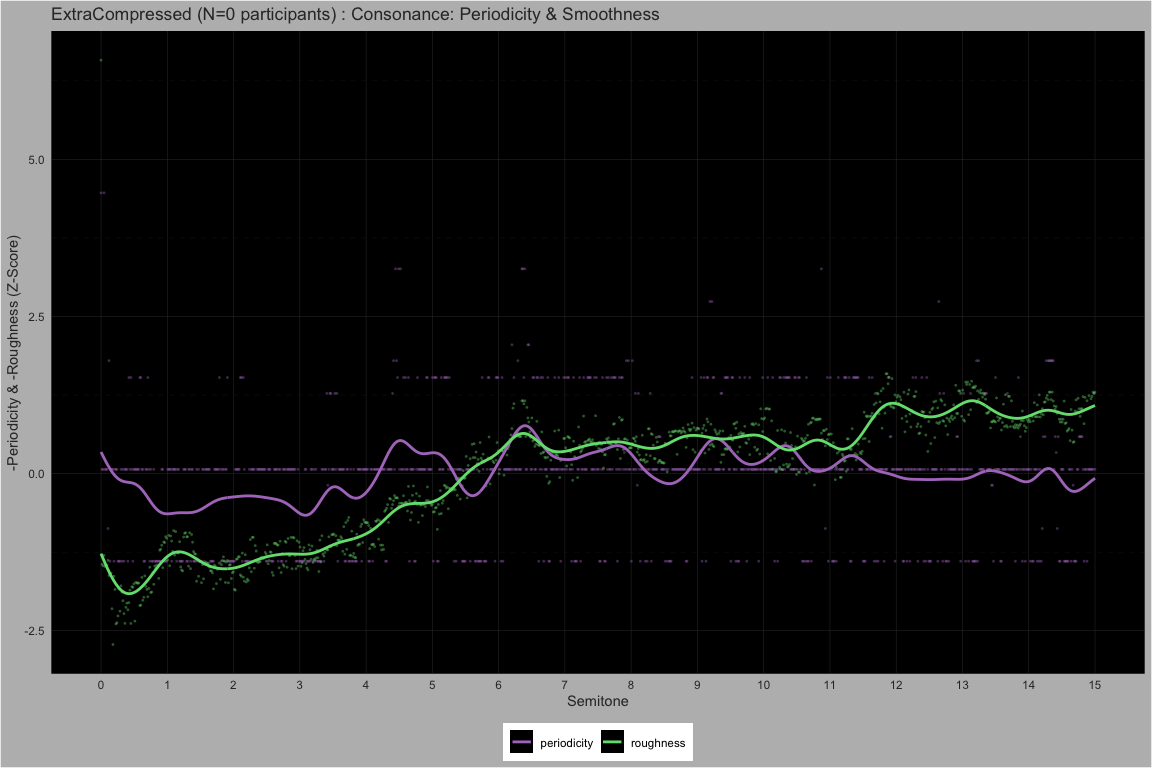 ExtraCompressed (N=0 participants) : Consonance: Periodicity & Smoothness
-Periodicity & -Roughness (Z-Score)
5.0
2.5
0.0
-2.5
0 1 2 3 4 5 6 7 8 9 10 11 12 13 14 15
Semitone
periodicity roughness